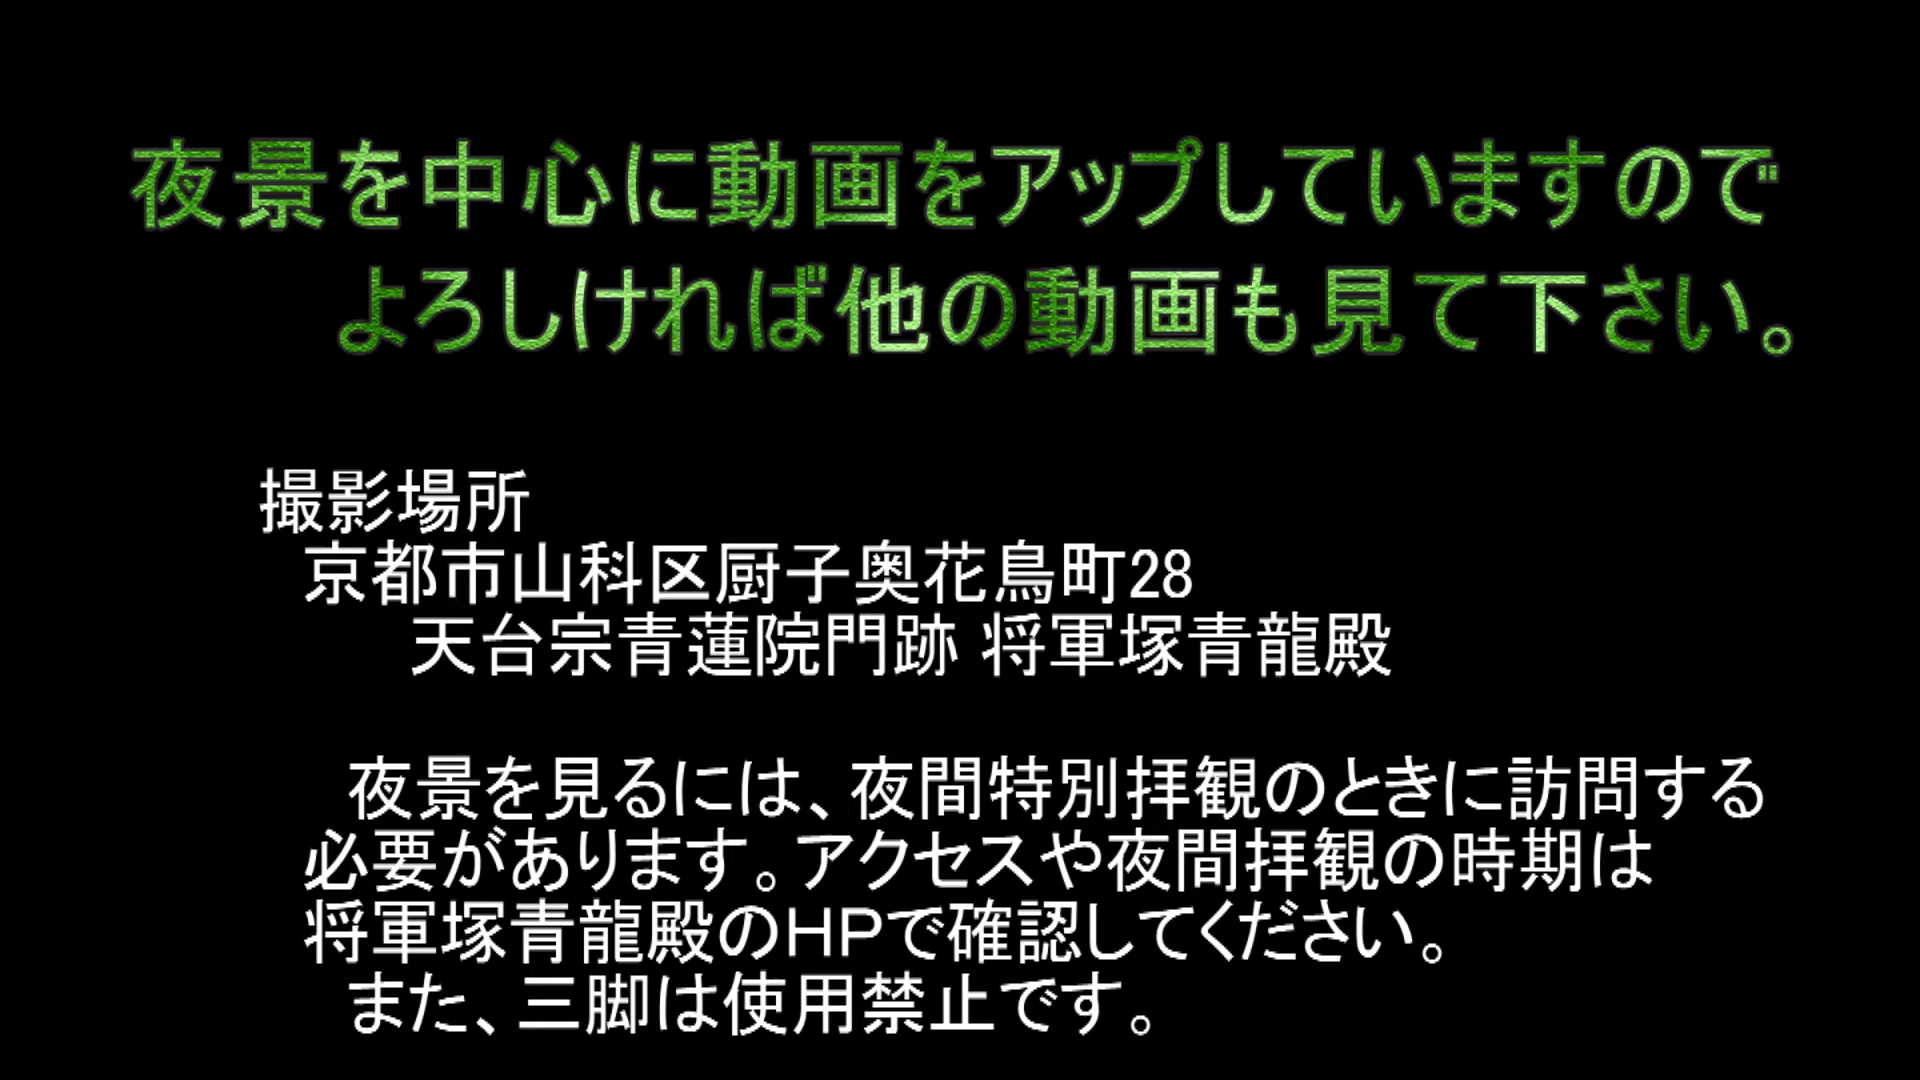 夜景を中心に動画をアップしていますので
よろしければ他の動画も見て下さい。
撮影場所
京都市山科区厨子奥花鳥町28
天台宗青蓮院門跡 将軍塚青龍殿
夜景を見るには、夜間特別拝観のときに訪問する
必要があります。アクセスや夜間拝観の時期は
将軍塚青龍殿のＨＰで確認してください。
また、三脚は使用禁止です。